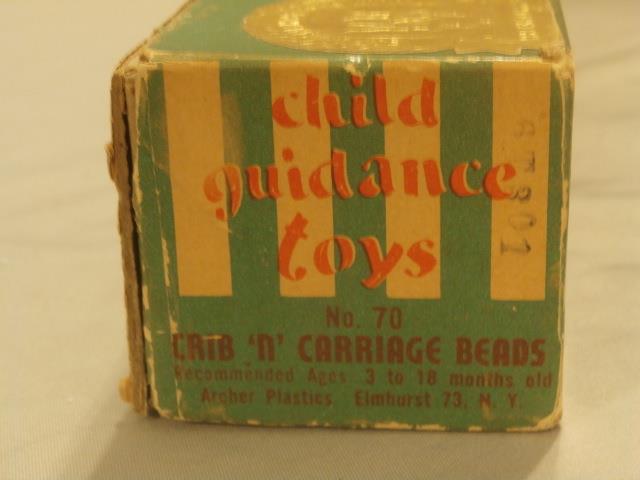 child
guidance
toys
No. 70
CRIB 'N' CARRIAGE BEADS
Recommended Ages 3 to 18 months old
Archer Plastics Elmhurst 73, N. Y.